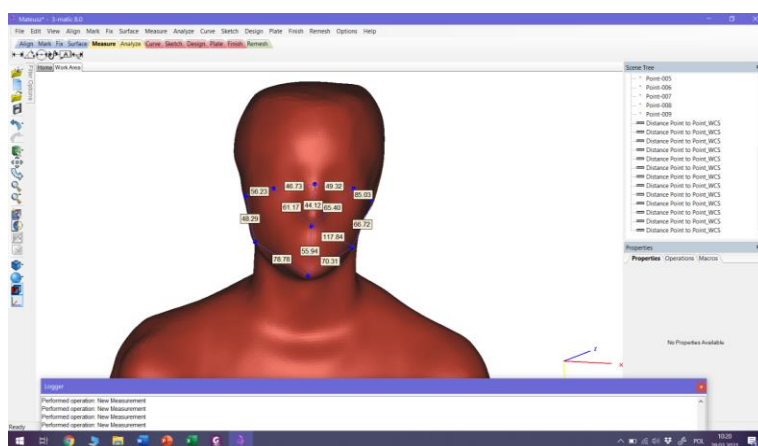 Mateusz* - 3-matic 8.0
File Edit View Align Mark Fix Surface Measure Analyze Curve Sketch Design Plate Finish Remesh Options Help
Align Mark Fix Surface Measure Analyze Curve Sketch Design Plate Finish Remesh
Filter Options
Home Work Area
56.23
46.73
49.32
85.03
61.17
44.12
65.40
48.29
66.72
117.84
55.94
78.78
70.31
z
x
Scene Tree
Point-005
Point-006
Point-007
Point-008
Point-009
Distance Point to Point_WCS
Distance Point to Point_WCS
Distance Point to Point_WCS
Distance Point to Point_WCS
Distance Point to Point_WCS
Distance Point to Point_WCS
Distance Point to Point_WCS
Distance Point to Point_WCS
Distance Point to Point_WCS
Distance Point to Point_WCS
Distance Point to Point_WCS
Distance Point to Point_WCS
Distance Point to Point_WCS
Properties
Properties Operations Macros
No Properties Available
Logger
Performed operation: New Measurement
Performed operation: New Measurement
Performed operation: New Measurement
Performed operation: New Measurement
Ready
POL
10:20